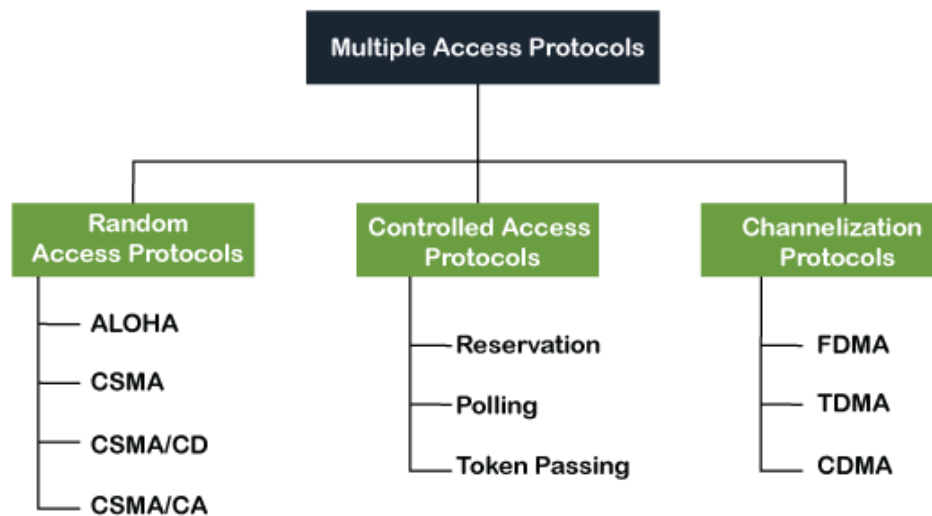 Multiple Access Protocols
Random
Access Protocols
ALOHA
CSMA
CSMA/CD
CSMA/CA
Controlled Access
Protocols
Reservation
Polling
Token Passing
Channelization
Protocols
FDMA
TDMA
CDMA